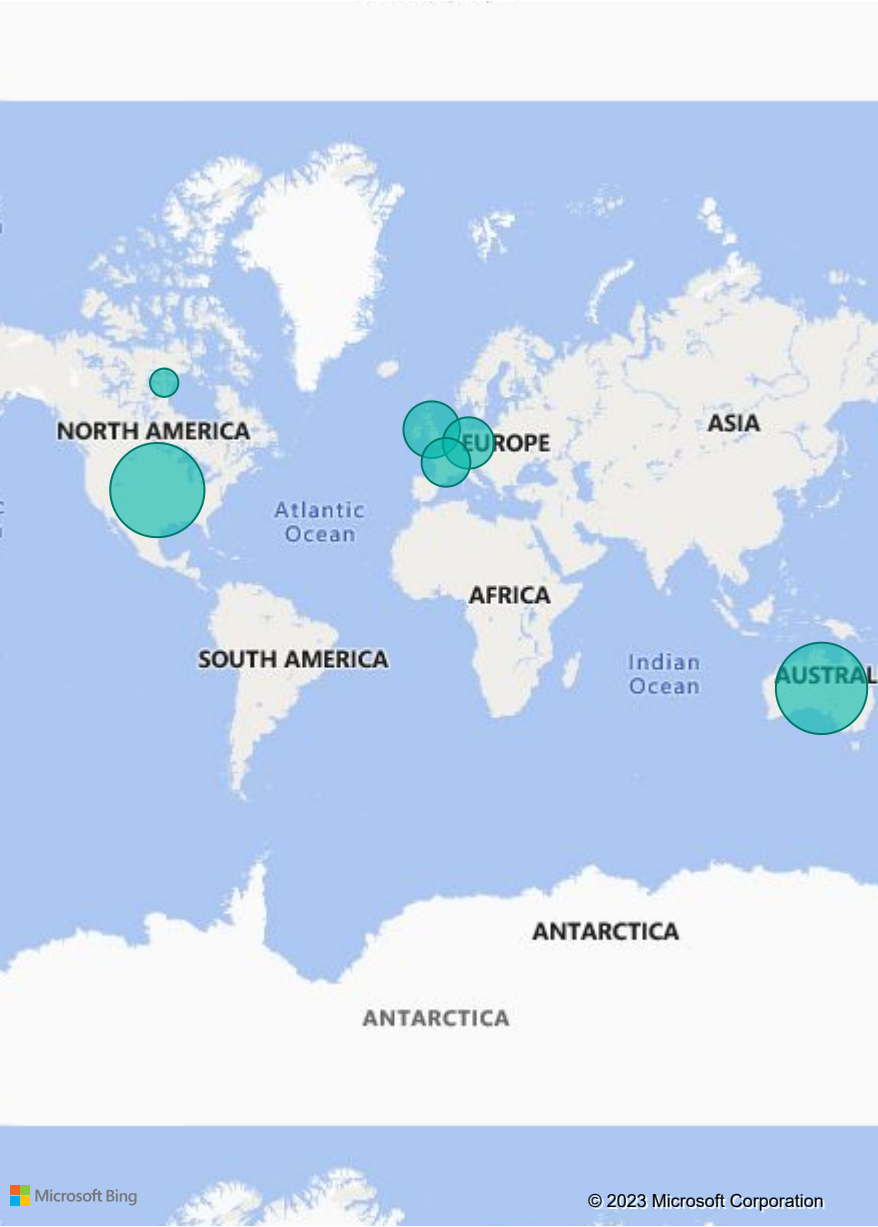 NORTH AMERICA
EUROPE
ASIA
Atlantic
Ocean
AFRICA
SOUTH AMERICA
Indian
Ocean
AUSTRAL
ANTARCTICA
ANTARCTICA
Microsoft Bing
© 2023 Microsoft Corporation